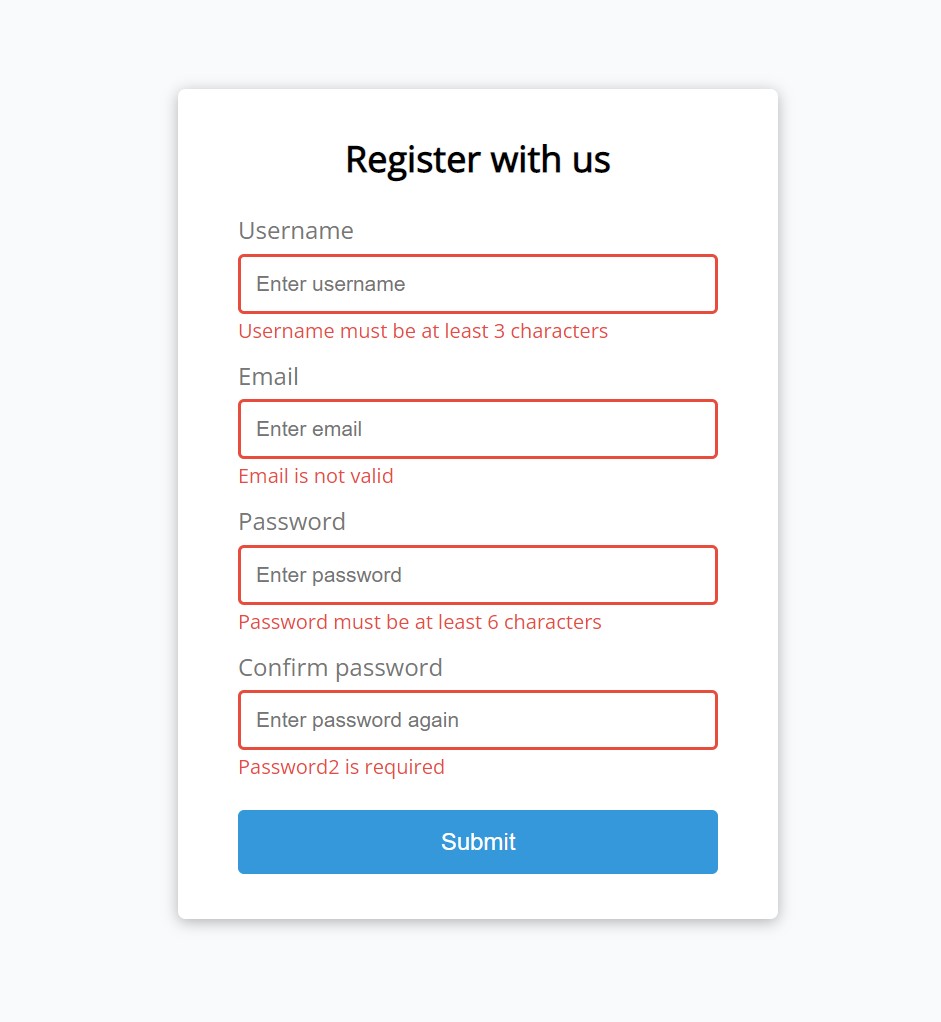 Register with us
Username
Enter username
Username must be at least 3 characters
Email
Enter email
Email is not valid
Password
Enter password
Password must be at least 6 characters
Confirm password
Enter password again
Password2 is required
Submit